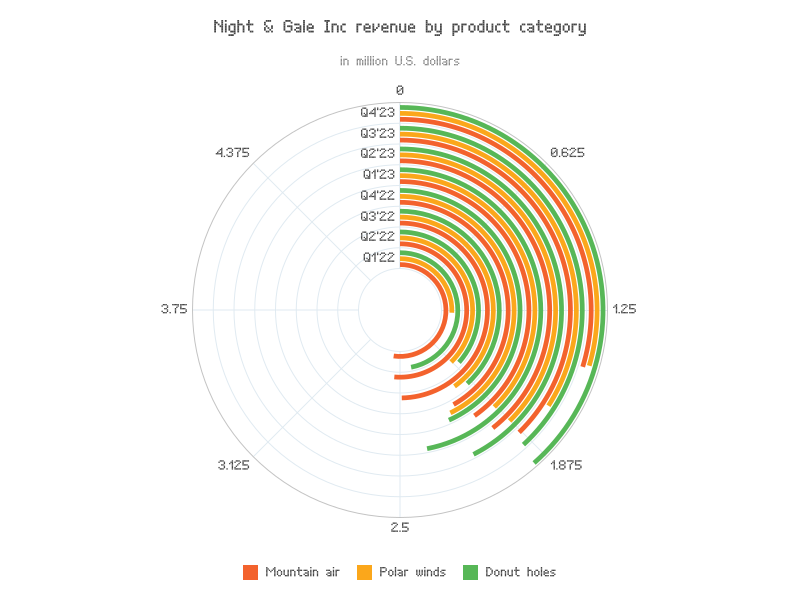 Night & Gale Inc revenue by product category
in million U.S. dollars
0
0.625
1.25
1.875
2.5
3.125
3.75
4.375
Q4'23
Q3'23
Q2'23
Q1'23
Q4'22
Q3'22
Q2'22
Q1'22
Mountain air Polar winds Donut holes